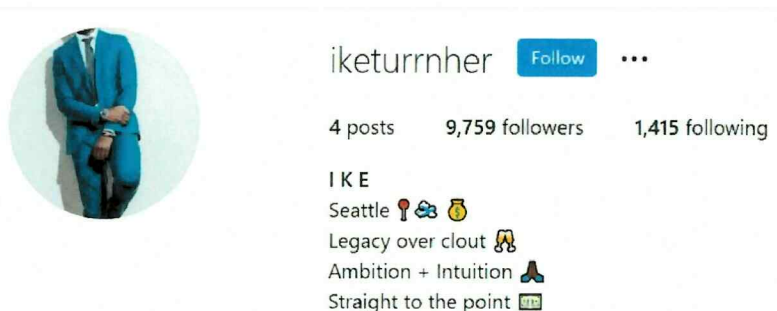 iketurrnher Follow •••
4 posts 9,759 followers 1,415 following
I K E
Seattle 📍🌬️💰
Legacy over clout 🥂
Ambition + Intuition 🙏🏿
Straight to the point 💵